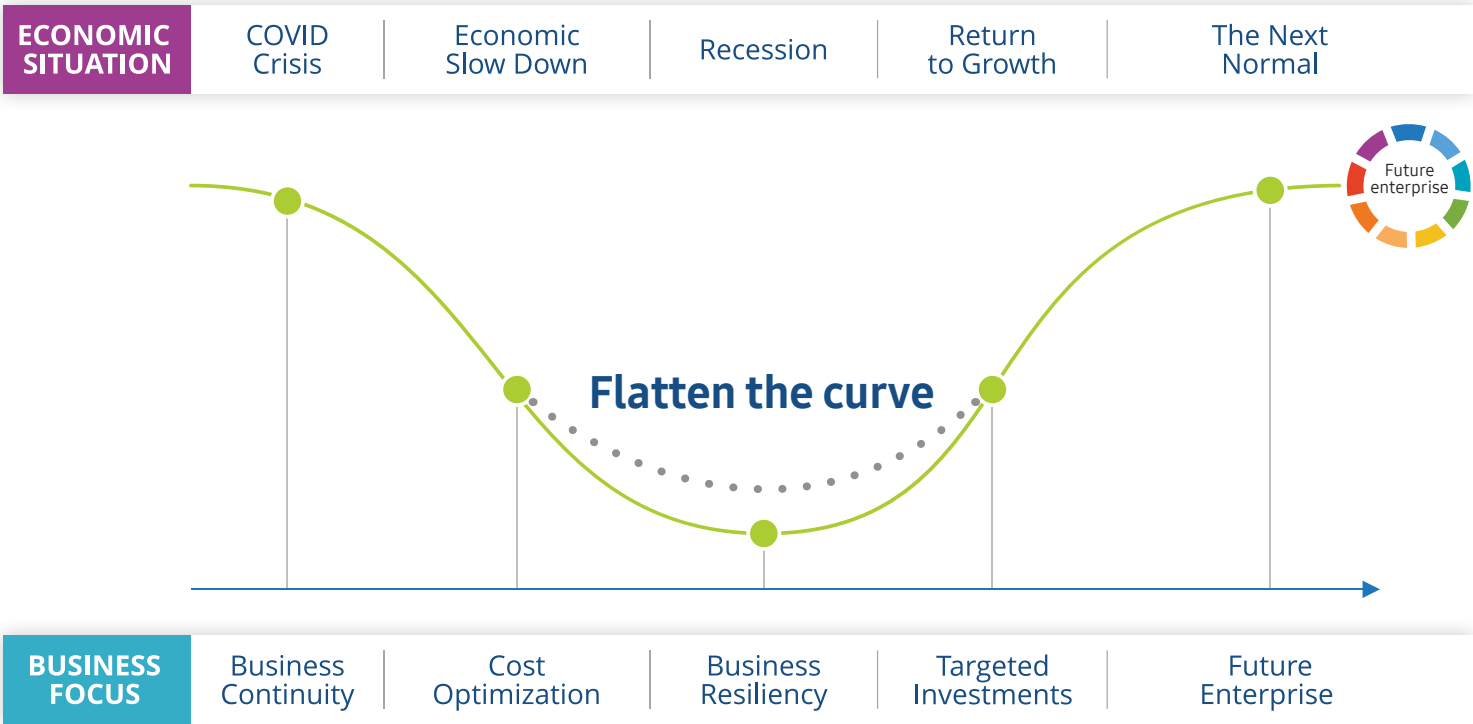 ECONOMIC
SITUATION
COVID
Crisis
Economic
Slow Down
Recession
Return
to Growth
The Next
Normal
Future
enterprise
Flatten the curve
BUSINESS
FOCUS
Business
Continuity
Cost
Optimization
Business
Resiliency
Targeted
Investments
Future
Enterprise